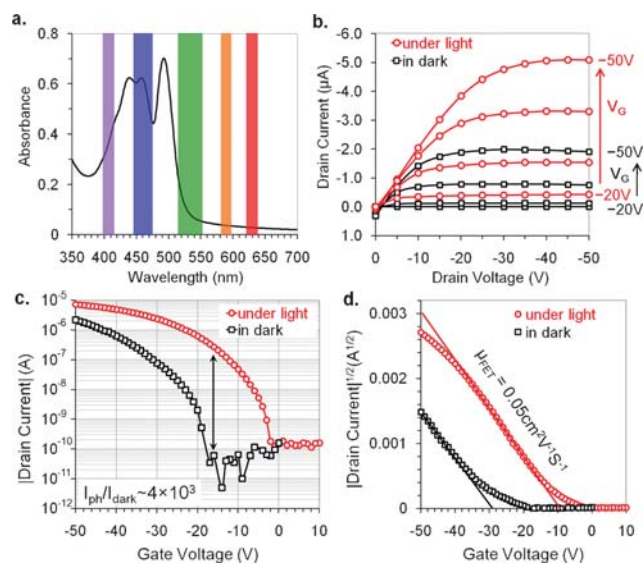 a.
0.8
0.6
0.4
0.2
0
Absorbance
350 400 450 500 550 600 650 700
Wavelength (nm)
b.
-6.0
-5.0
-4.0
-3.0
-2.0
-1.0
0.0
1.0
Drain Current (μA)
under light
in dark
−50V
V_G
−50V
V_G
−20V
−20V
0 -10 -20 -30 -40 -50
Drain Voltage (V)
c.
10⁻⁵
10⁻⁶
10⁻⁷
10⁻⁸
10⁻⁹
10⁻¹⁰
10⁻¹¹
10⁻¹²
|Drain Current| (A)
under light
in dark
I_ph/I_dark~4×10³
-50 -40 -30 -20 -10 0 10
Gate Voltage (V)
d.
0.003
0.002
0.001
0
|Drain Current|^1/2 (A^1/2)
under light
in dark
μ_FET = 0.05cm²V⁻¹S⁻¹
-50 -40 -30 -20 -10 0 10
Gate Voltage (V)